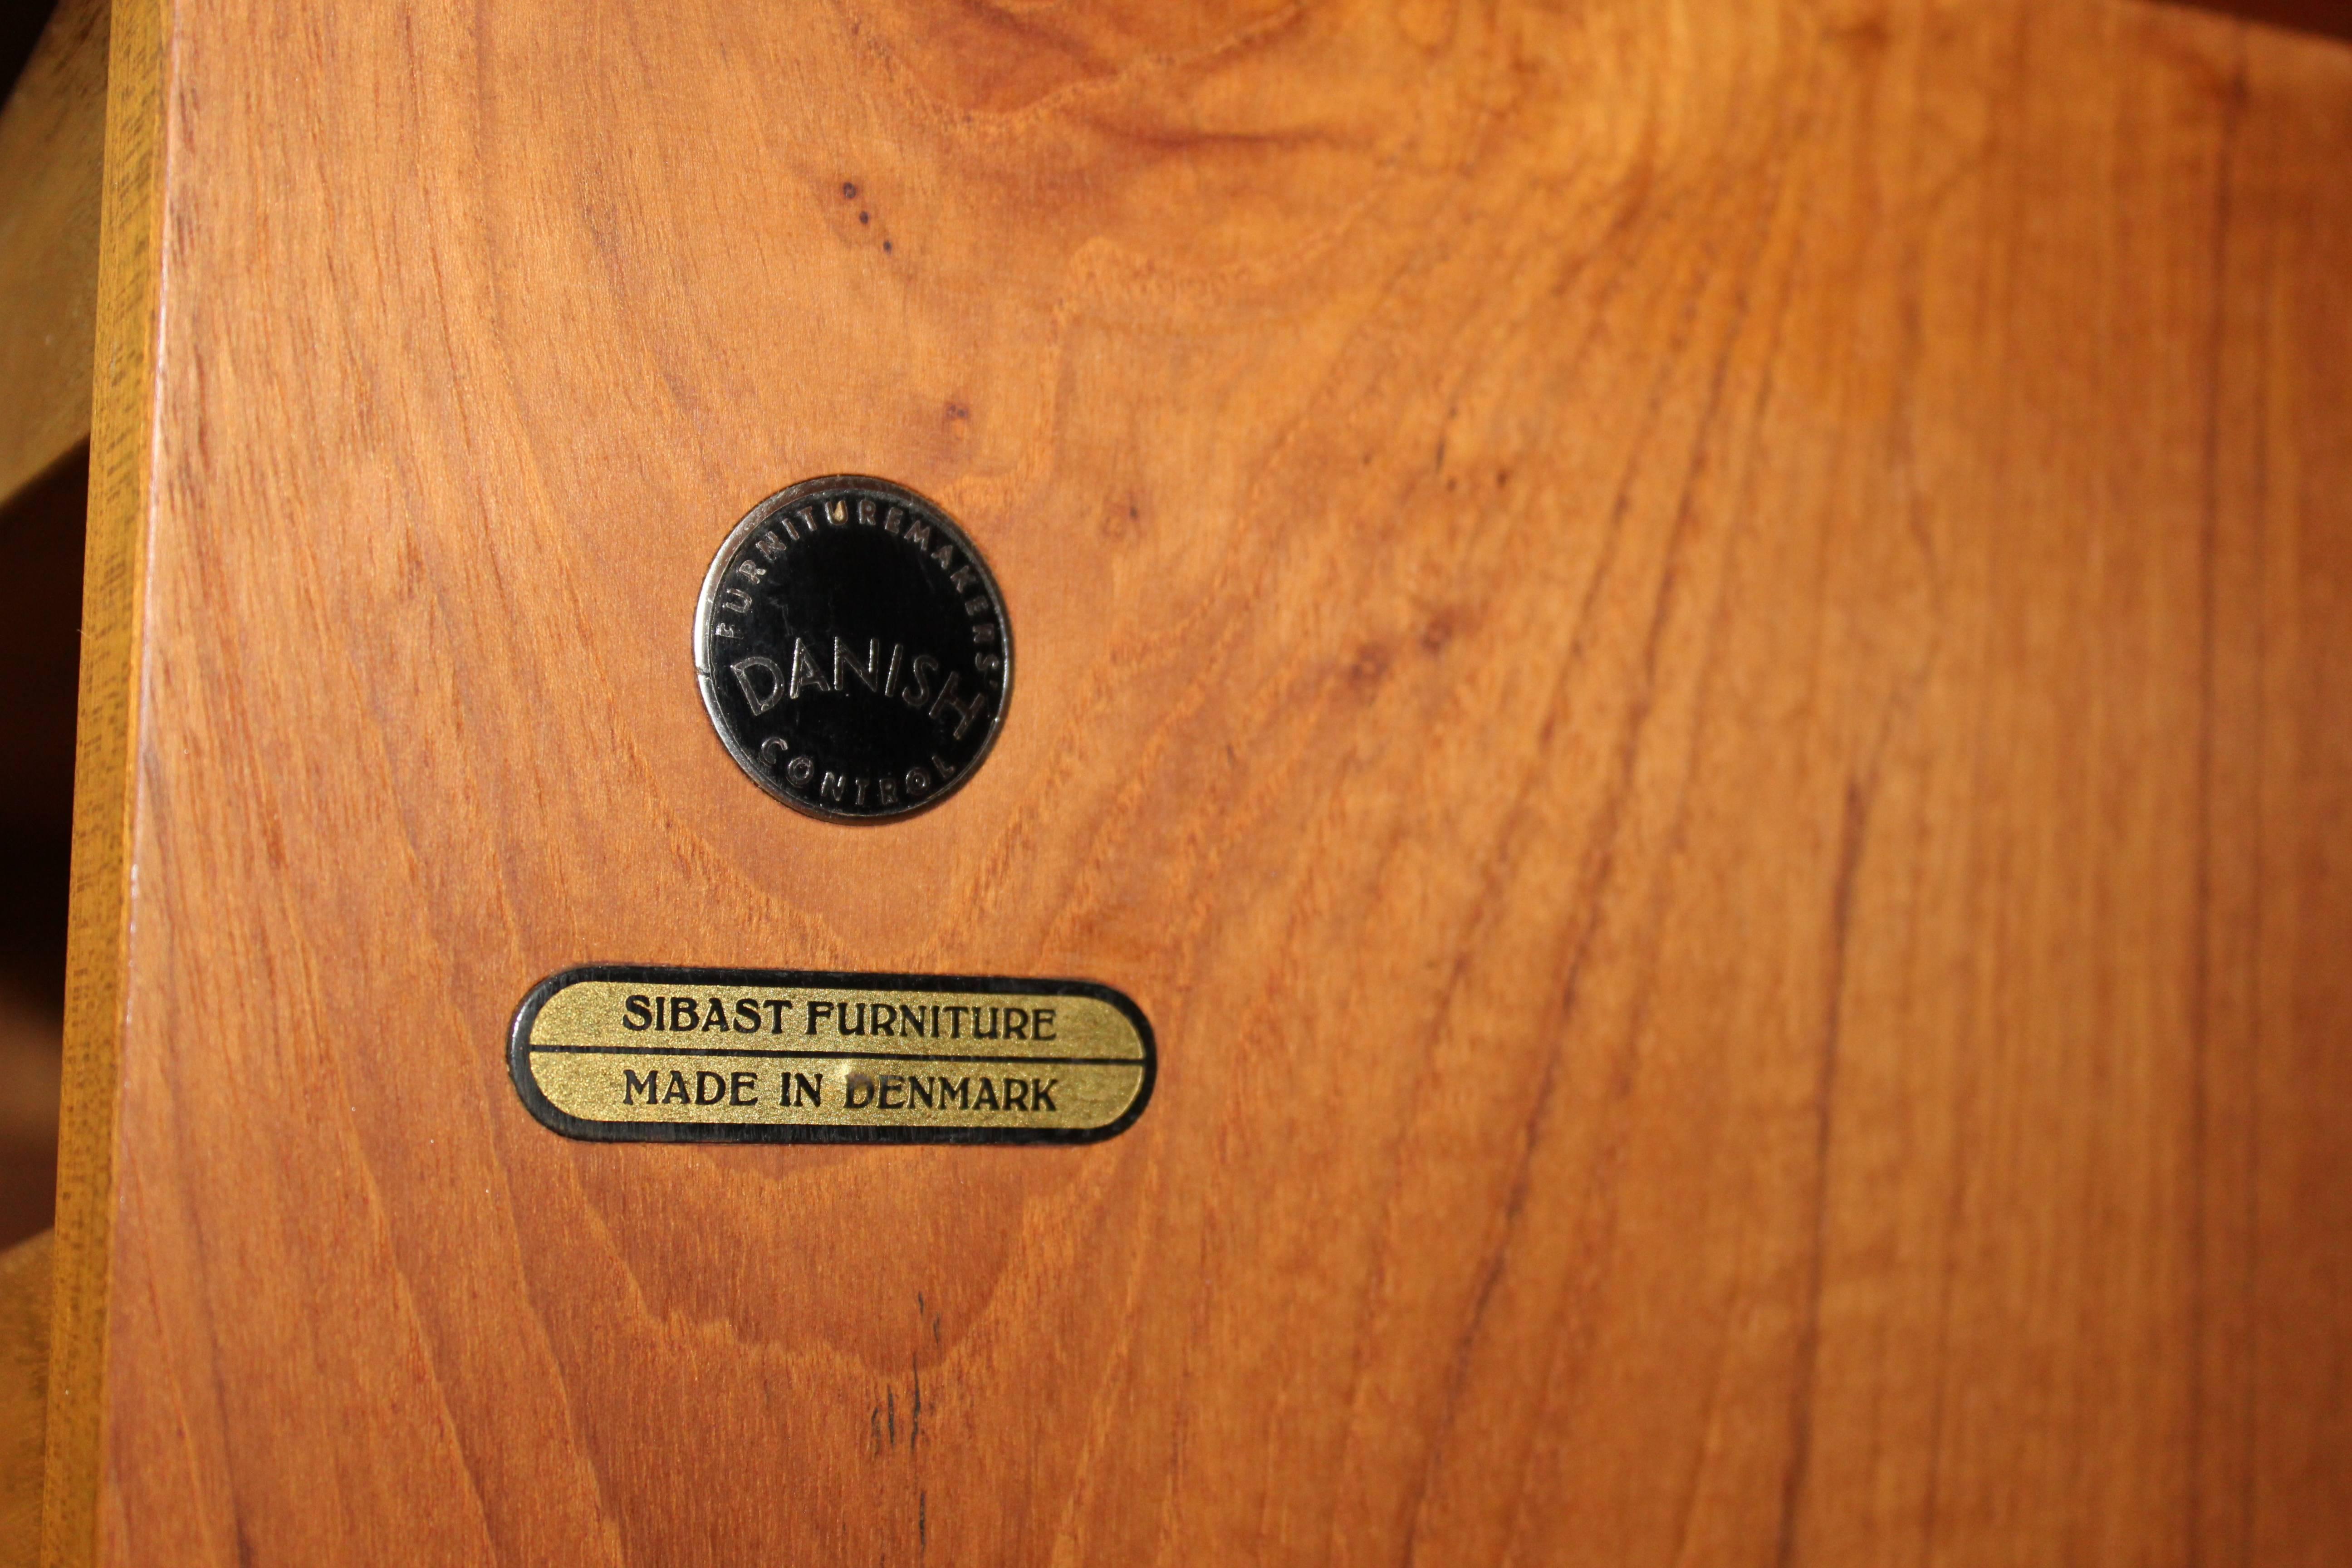 FURNITUREMAKERS'
DANISH
CONTROL
SIBAST FURNITURE
MADE IN DENMARK